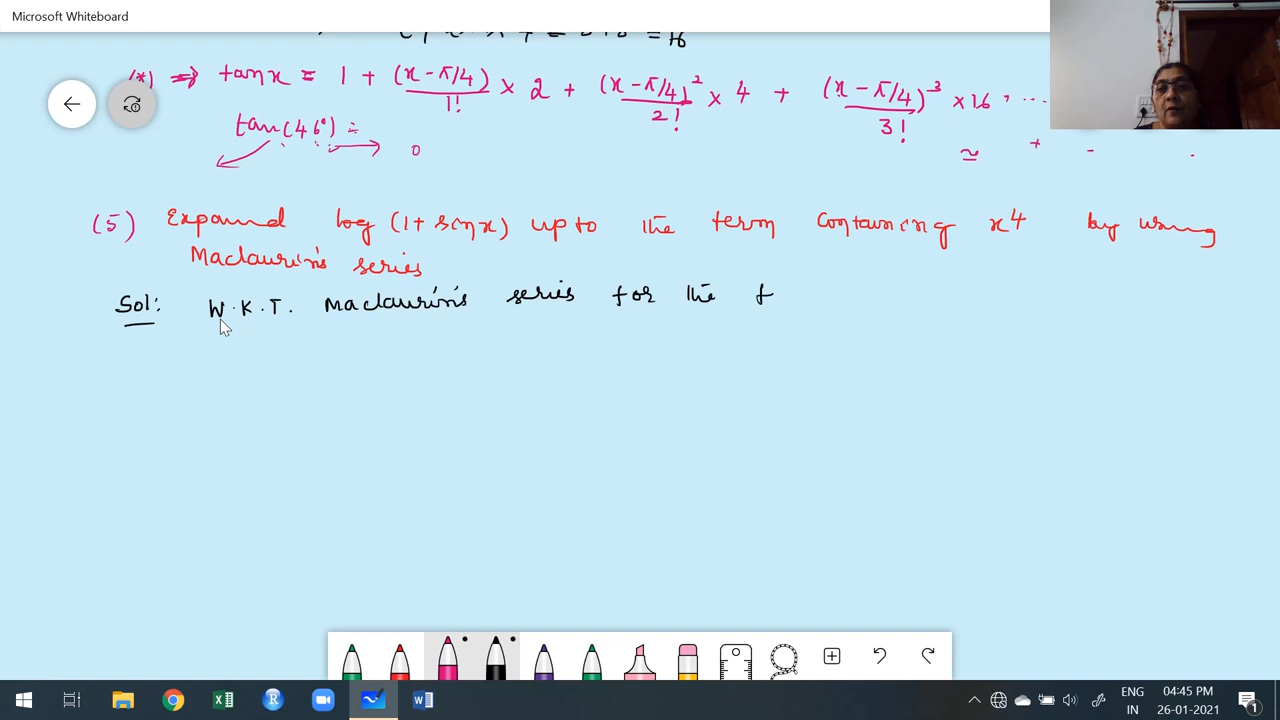 Microsoft Whiteboard
= 16
(*) ⇒ tan x = 1 + (x - π/4)/1! × 2 + (x - π/4)²/2! × 4 + (x - π/4)³/3! × 16 + ....
tan(46°) =
(5) Expand log (1 + sin x) upto the term containing x⁴ by using
Maclaurin's series
Sol: W.K.T. Maclaurin's series for the f
ENG
IN
04:45 PM
26-01-2021